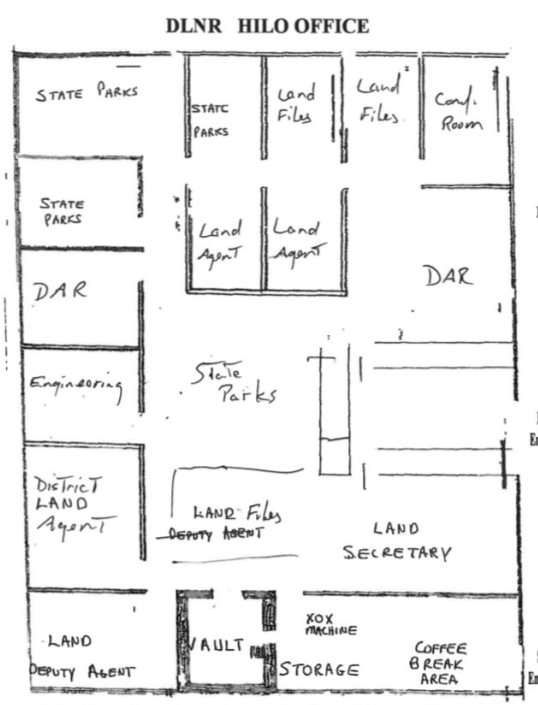 DLNR HILO OFFICE
STATE PARKS
STATE
PARKS
Land
Files
Land
Files
Conf.
Room
STATE
PARKS
Land
Agent
Land
Agent
DAR
DAR
Engineering
State
Parks
District
LAND
Agent
LAND Files
DEPUTY AGENT
LAND
SECRETARY
LAND
DEPUTY AGENT
VAULT
XOX
MACHINE
STORAGE
COFFEE
BREAK
AREA
En
En